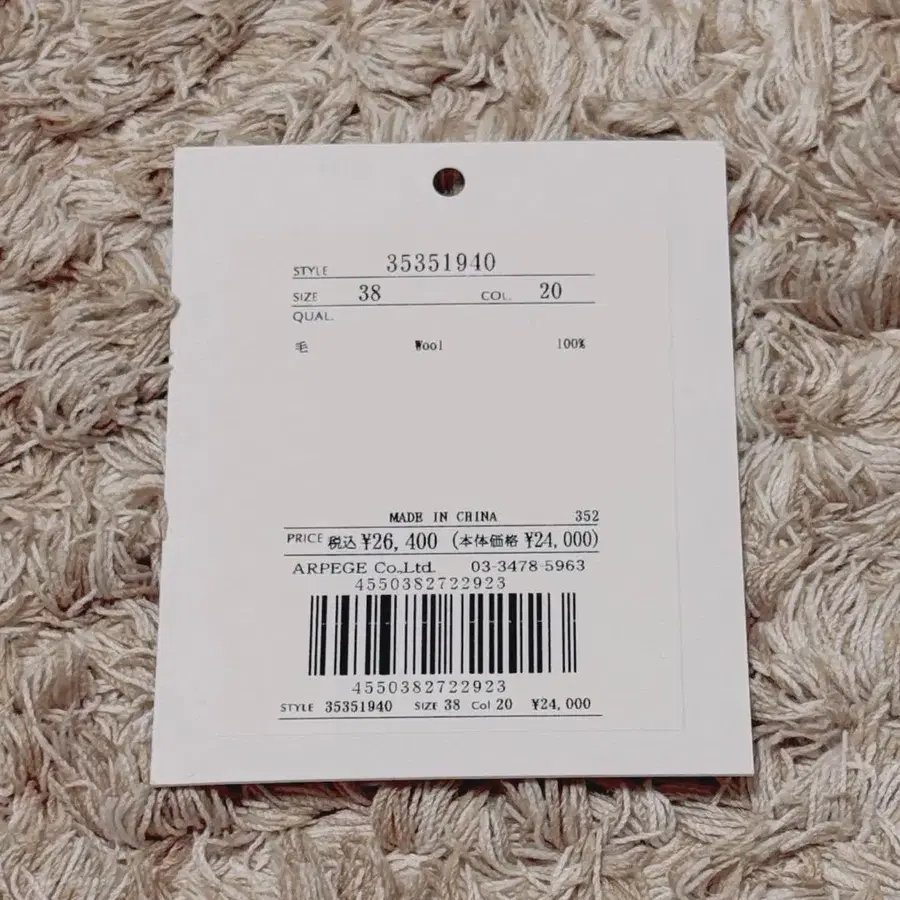 STYLE 35351940
SIZE 38 COL. 20
QUAL.
毛 Wool 100%
MADE IN CHINA 352
PRICE 税込 ¥26,400 (本体価格 ¥24,000)
ARPEGE Co.,Ltd. 03-3478-5963
4550382722923
4550382722923
STYLE 35351940 SIZE 38 Col 20 ¥24,000